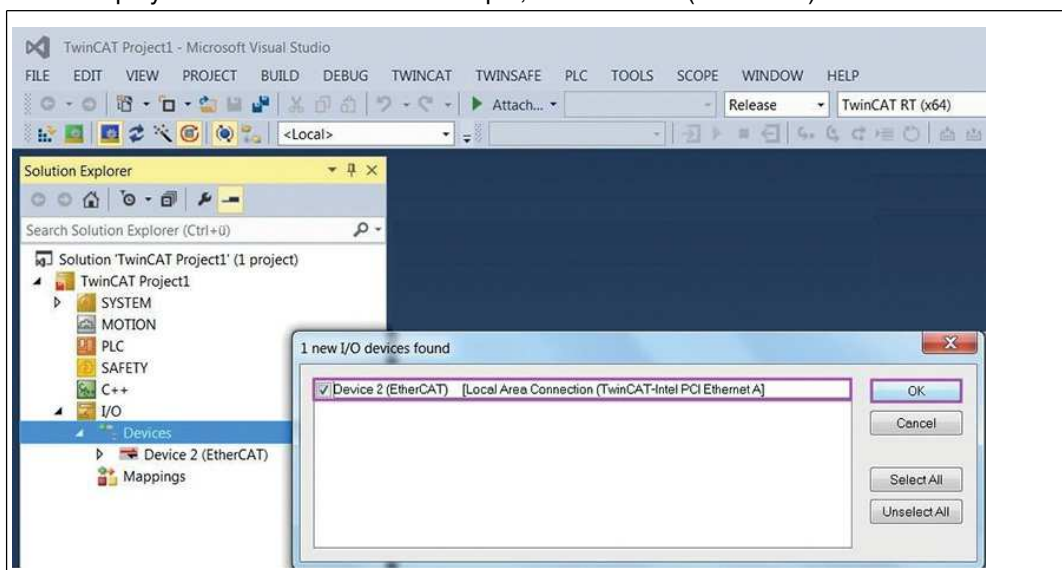 TwinCAT Project1 - Microsoft Visual Studio
FILE EDIT VIEW PROJECT BUILD DEBUG TWINCAT TWINSAFE PLC TOOLS SCOPE WINDOW HELP
Attach... Release TwinCAT RT (x64)
<Local>
Solution Explorer
Search Solution Explorer (Ctrl+ü)
Solution 'TwinCAT Project1' (1 project)
TwinCAT Project1
SYSTEM
MOTION
PLC
SAFETY
C++
I/O
Devices
Device 2 (EtherCAT)
Mappings
1 new I/O devices found
Device 2 (EtherCAT) [Local Area Connection (TwinCAT-Intel PCI Ethernet A]
OK
Cancel
Select All
Unselect All